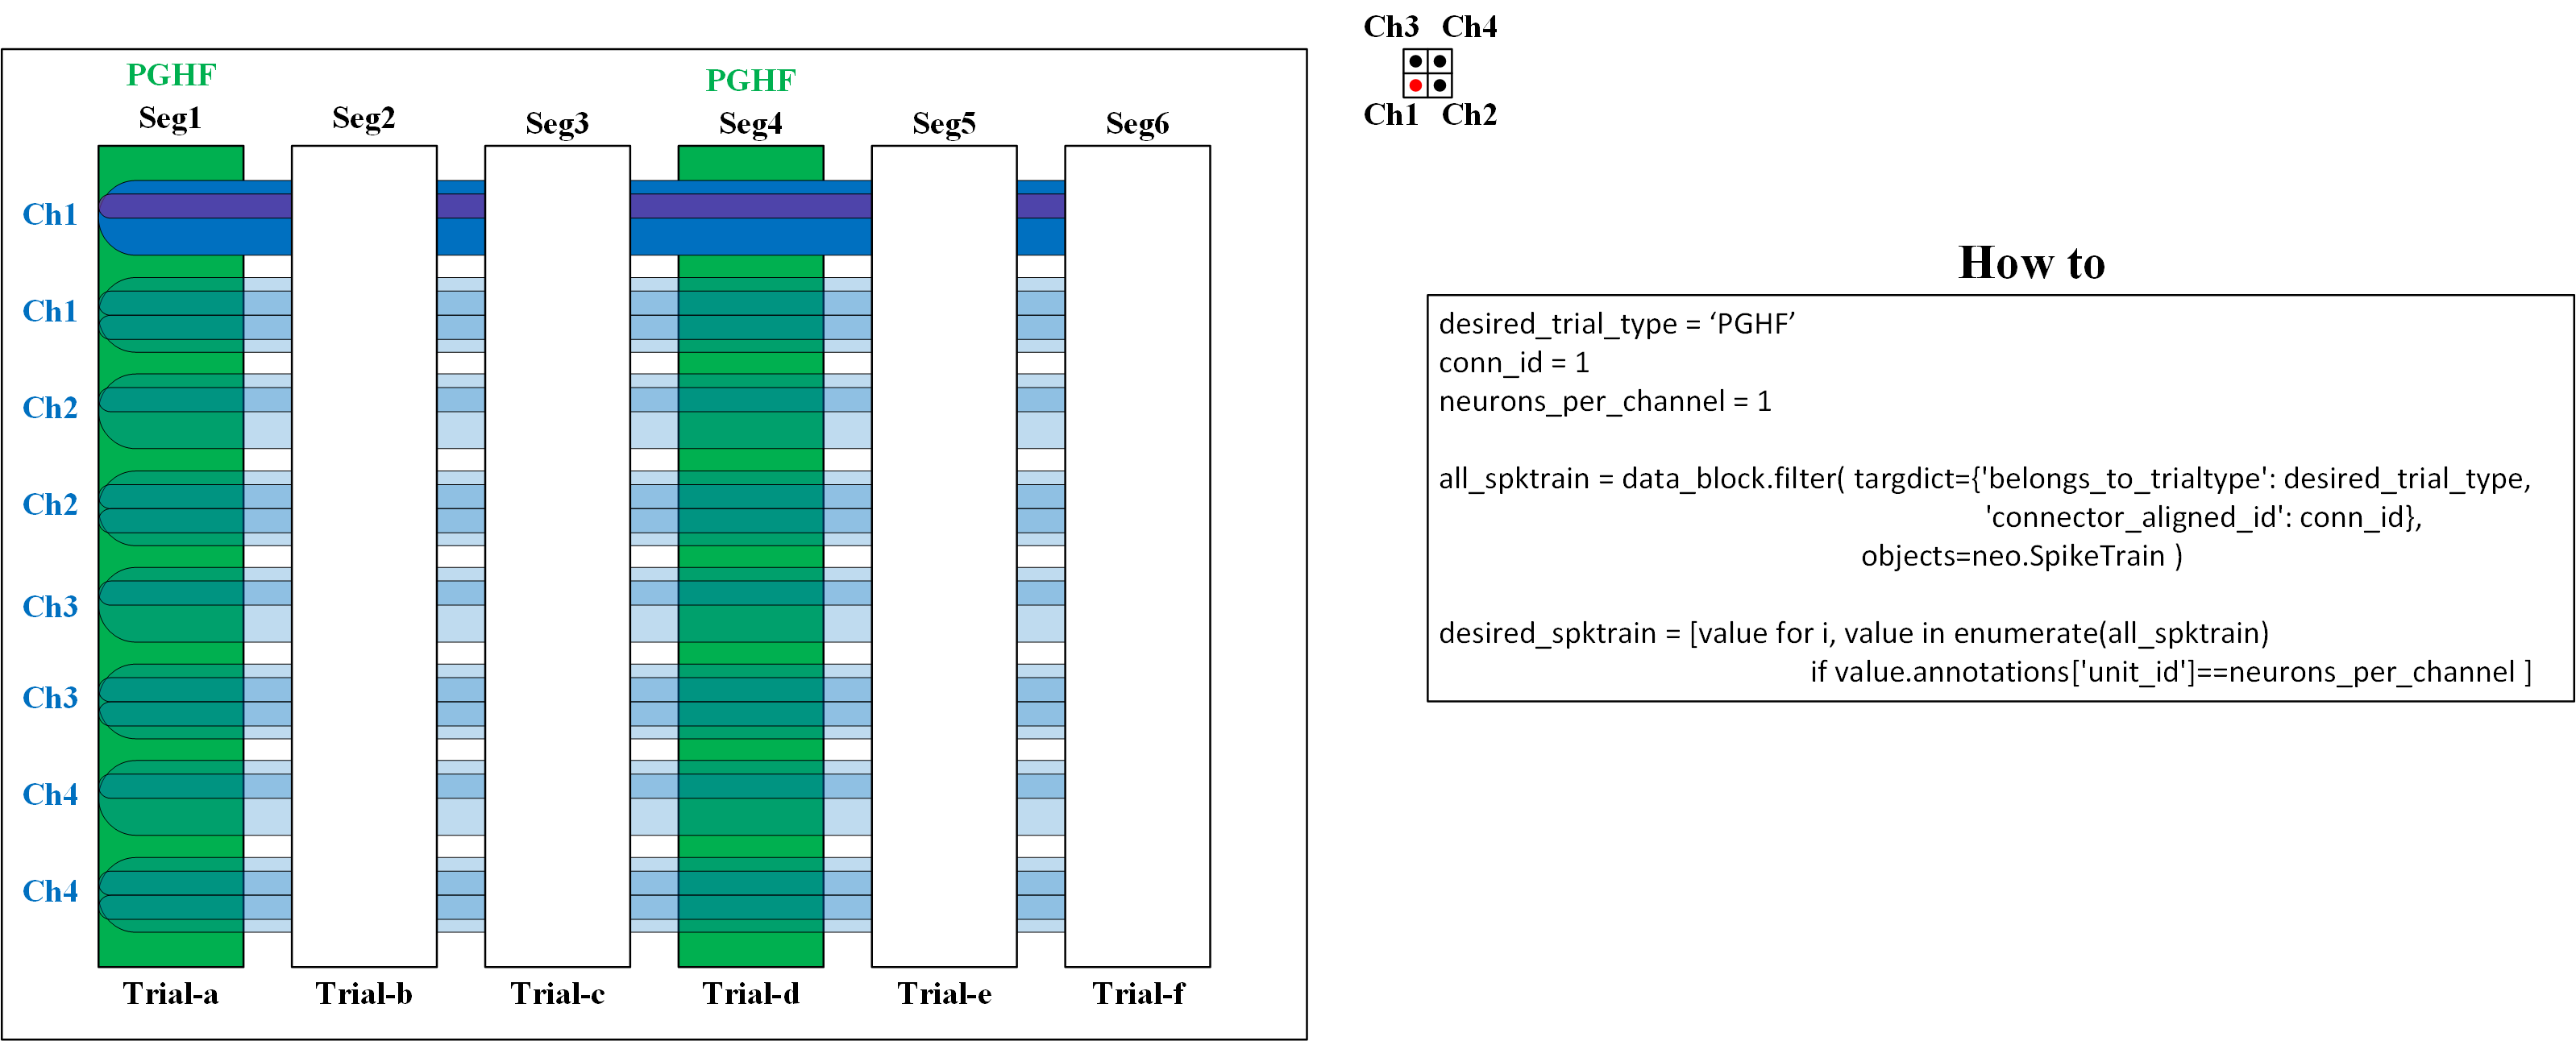 Ch3 Ch4
Ch1 Ch2
PGHF PGHF
Seg1 Seg2 Seg3 Seg4 Seg5 Seg6
Ch1
Ch1
Ch2
Ch2
Ch3
Ch3
Ch4
Ch4
Trial-a Trial-b Trial-c Trial-d Trial-e Trial-f
How to
desired_trial_type = ‘PGHF’
conn_id = 1
neurons_per_channel = 1
all_spktrain = data_block.filter( targdict={'belongs_to_trialtype': desired_trial_type,
'connector_aligned_id': conn_id},
objects=neo.SpikeTrain )
desired_spktrain = [value for i, value in enumerate(all_spktrain)
if value.annotations['unit_id']==neurons_per_channel ]